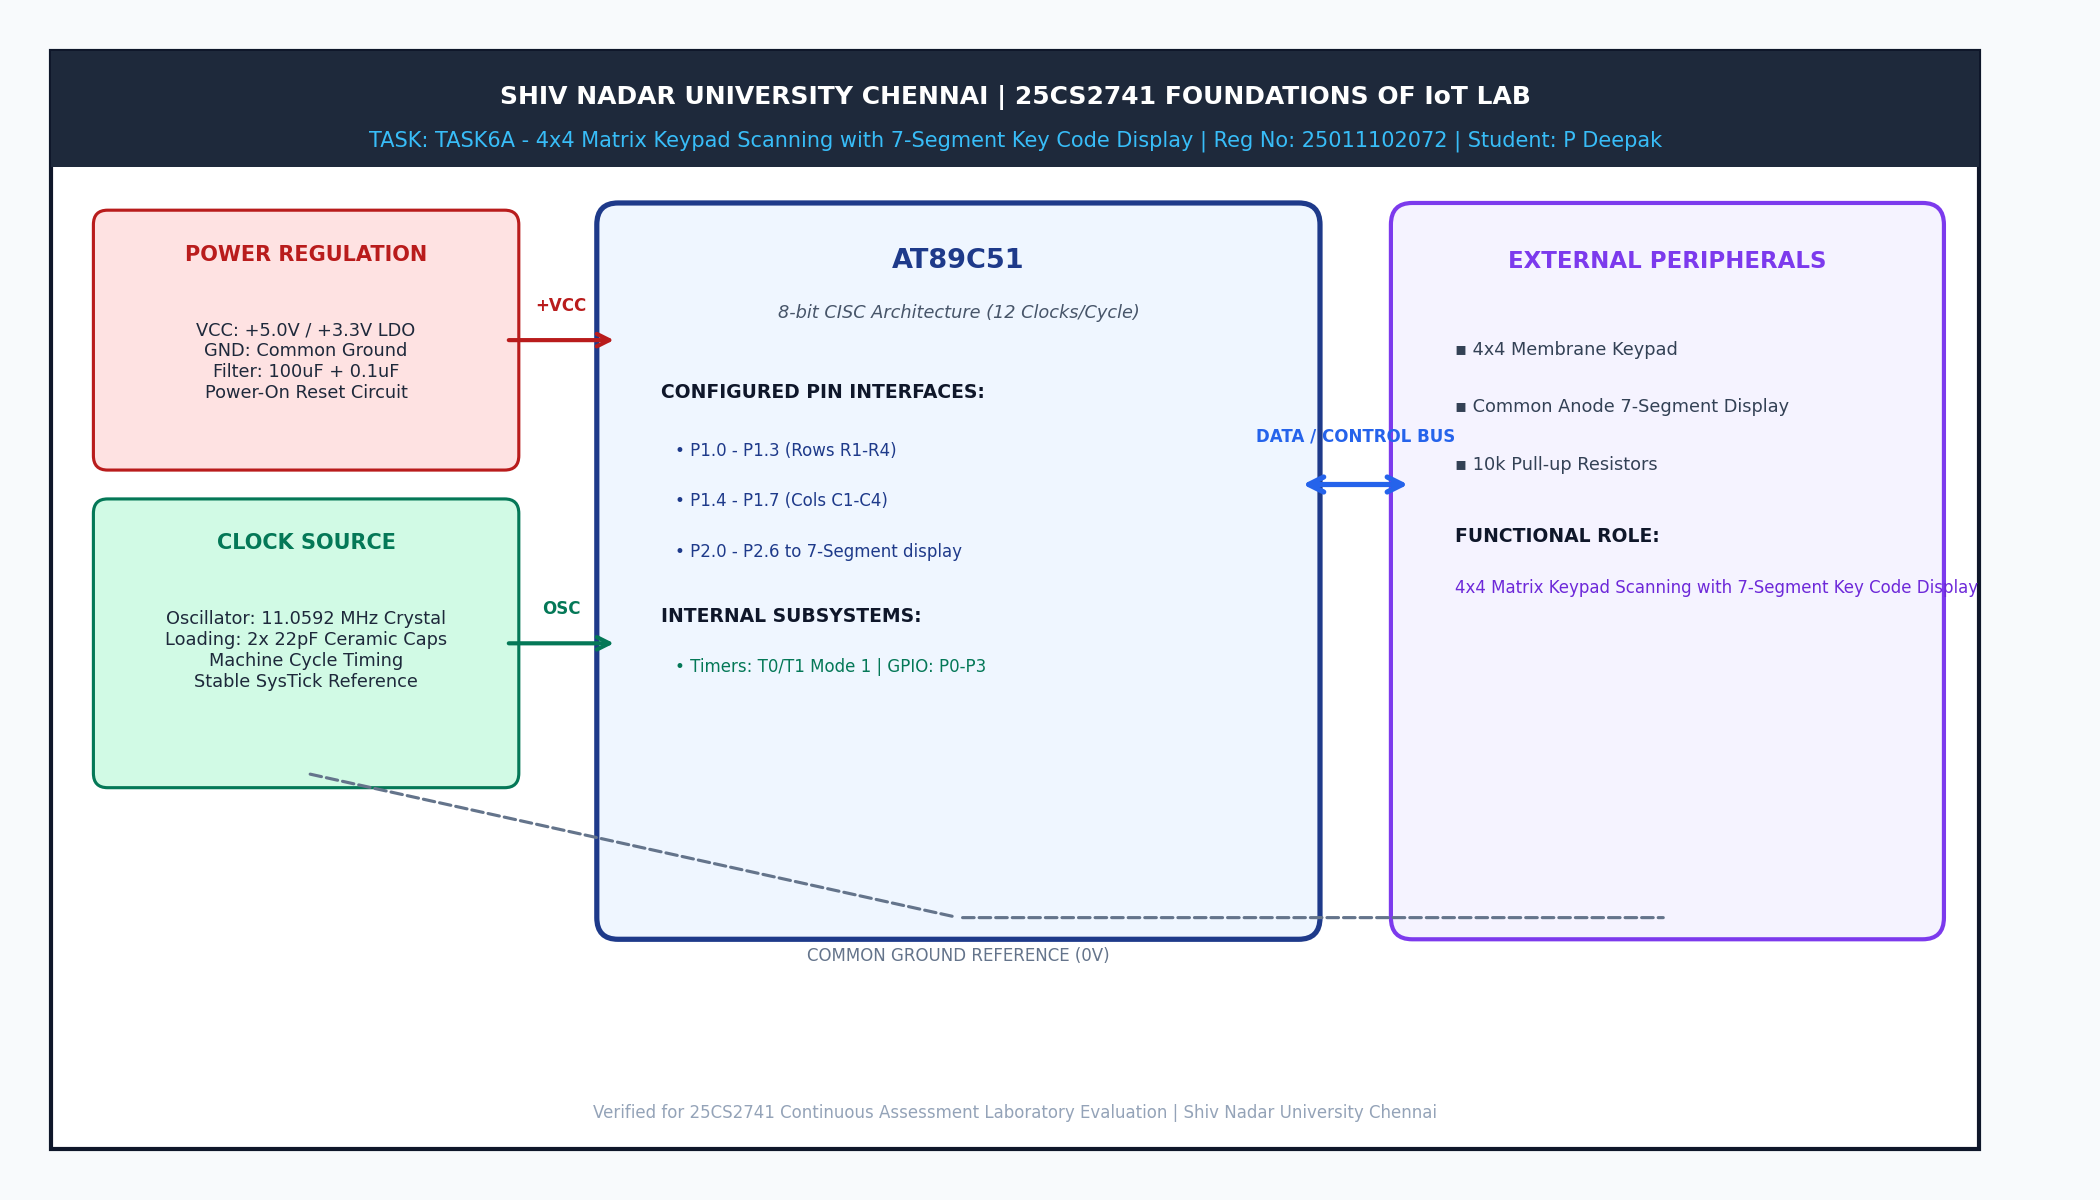 SHIV NADAR UNIVERSITY CHENNAI | 25CS2741 FOUNDATIONS OF IoT LAB
TASK: TASK6A - 4x4 Matrix Keypad Scanning with 7-Segment Key Code Display | Reg No: 25011102072 | Student: P Deepak
POWER REGULATION
VCC: +5.0V / +3.3V LDO
GND: Common Ground
Filter: 100uF + 0.1uF
Power-On Reset Circuit
+VCC
CLOCK SOURCE
Oscillator: 11.0592 MHz Crystal
Loading: 2x 22pF Ceramic Caps
Machine Cycle Timing
Stable SysTick Reference
OSC
AT89C51
8-bit CISC Architecture (12 Clocks/Cycle)
CONFIGURED PIN INTERFACES:
• P1.0 - P1.3 (Rows R1-R4)
• P1.4 - P1.7 (Cols C1-C4)
• P2.0 - P2.6 to 7-Segment display
INTERNAL SUBSYSTEMS:
• Timers: T0/T1 Mode 1 | GPIO: P0-P3
DATA / CONTROL BUS
EXTERNAL PERIPHERALS
▪ 4x4 Membrane Keypad
▪ Common Anode 7-Segment Display
▪ 10k Pull-up Resistors
FUNCTIONAL ROLE:
4x4 Matrix Keypad Scanning with 7-Segment Key Code Display
COMMON GROUND REFERENCE (0V)
Verified for 25CS2741 Continuous Assessment Laboratory Evaluation | Shiv Nadar University Chennai